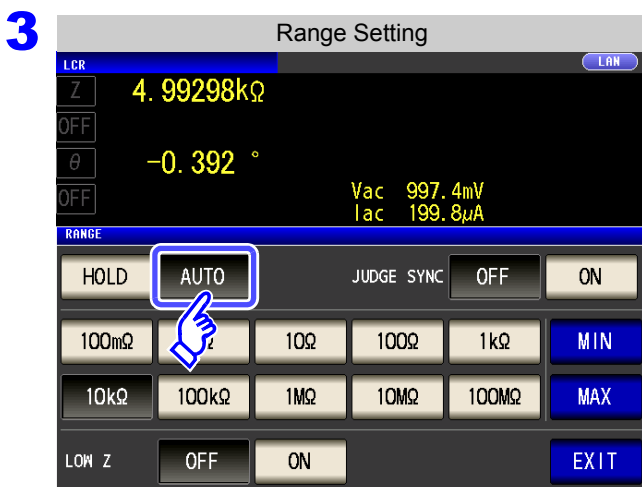 3
Range Setting
LCR LAN
Z 4.99298kΩ
OFF
θ -0.392 °
OFF Vac 997.4mV
Iac 199.8μA
RANGE
HOLD AUTO JUDGE SYNC OFF ON
100mΩ 10Ω 100Ω 1kΩ MIN
10kΩ 100kΩ 1MΩ 10MΩ 100MΩ MAX
LOW Z OFF ON EXIT